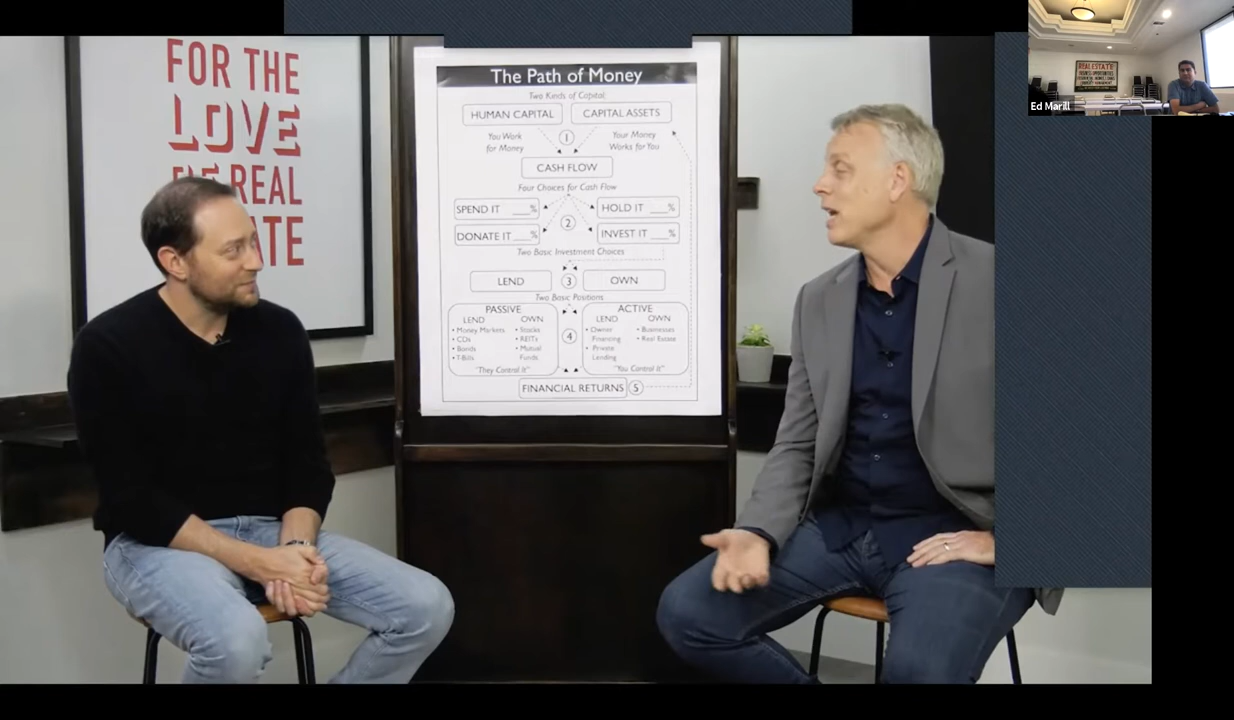 FOR THE
LOVE
REAL
The Path of Money
Two Kinds of Capital:
HUMAN CAPITAL
CAPITAL ASSETS
You Work
for Money
1
Your Money
Works for You
CASH FLOW
Four Choices for Cash Flow
SPEND IT ___%
HOLD IT ___%
2
DONATE IT ___%
INVEST IT ___%
Two Basic Investment Choices
LEND
3
OWN
Two Basic Positions
PASSIVE
LEND
• Money Markets
• CDs
• Bonds
• T-Bills
OWN
• Stocks
• REITs
• Mutual
Funds
"They Control It"
4
ACTIVE
LEND
• Owner
Financing
• Private
Lending
OWN
• Businesses
• Real Estate
"You Control It"
FINANCIAL RETURNS
5
REAL ESTATE
Ed Marill